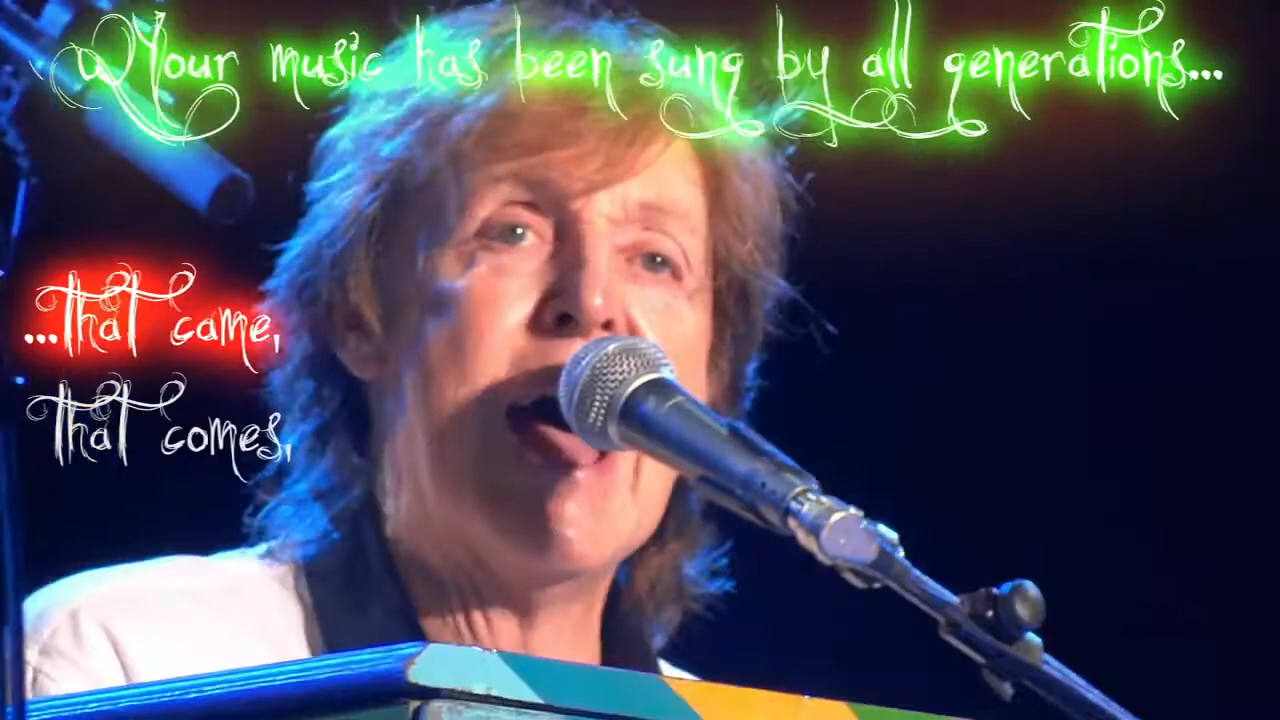 Your music has been sung by all generations...
...that came,
that comes,